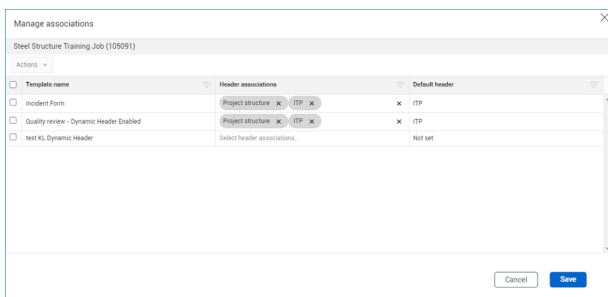 Manage associations
Steel Structure Training Job (105091)
Actions
Template name Header associations Default header
Incident Form Project structure ITP ITP
Quality review - Dynamic Header Enabled Project structure ITP ITP
test KL Dynamic Header Select header associations... Not set
Cancel Save